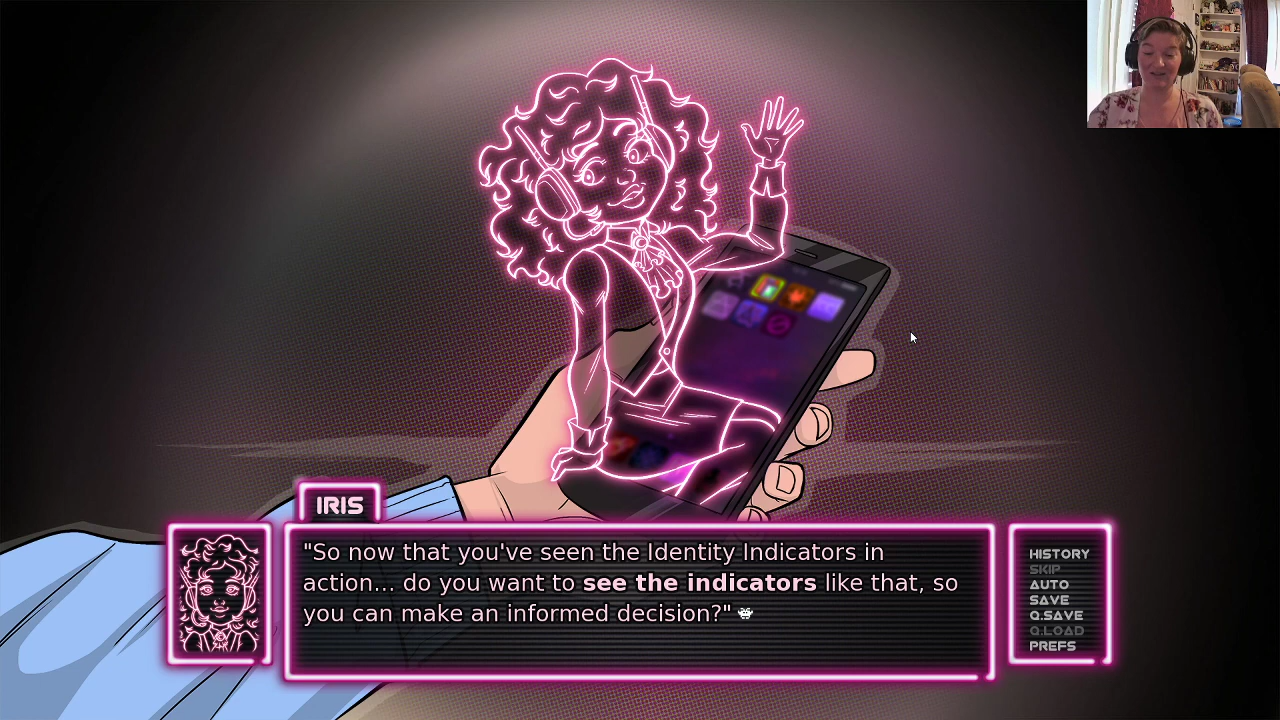 IRIS
"So now that you've seen the Identity Indicators in
action... do you want to see the indicators like that, so
you can make an informed decision?"
HISTORY
SKIP
AUTO
SAVE
Q.SAVE
Q.LOAD
PREFS